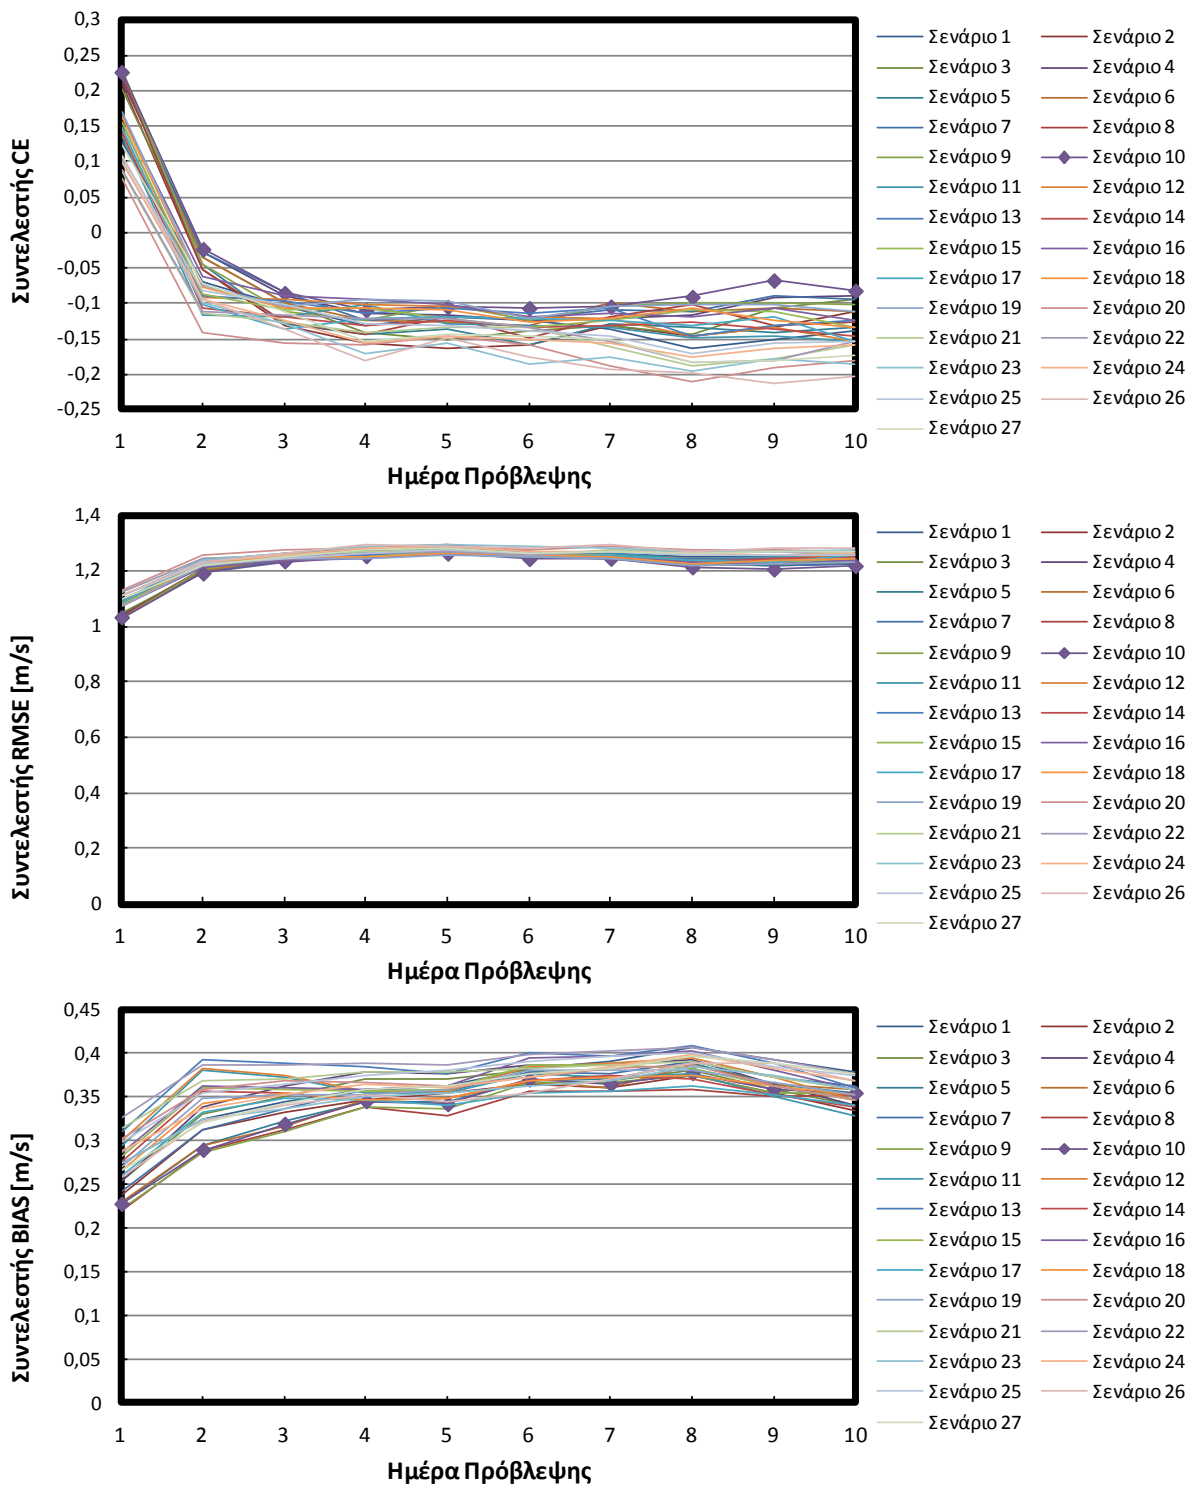 Συντελεστής CE
0,3
0,25
0,2
0,15
0,1
0,05
0
-0,05
-0,1
-0,15
-0,2
-0,25
1 2 3 4 5 6 7 8 9 10
Ημέρα Πρόβλεψης
Σενάριο 1 Σενάριο 2
Σενάριο 3 Σενάριο 4
Σενάριο 5 Σενάριο 6
Σενάριο 7 Σενάριο 8
Σενάριο 9 Σενάριο 10
Σενάριο 11 Σενάριο 12
Σενάριο 13 Σενάριο 14
Σενάριο 15 Σενάριο 16
Σενάριο 17 Σενάριο 18
Σενάριο 19 Σενάριο 20
Σενάριο 21 Σενάριο 22
Σενάριο 23 Σενάριο 24
Σενάριο 25 Σενάριο 26
Σενάριο 27
Συντελεστής RMSE [m/s]
1,4
1,2
1
0,8
0,6
0,4
0,2
0
1 2 3 4 5 6 7 8 9 10
Ημέρα Πρόβλεψης
Σενάριο 1 Σενάριο 2
Σενάριο 3 Σενάριο 4
Σενάριο 5 Σενάριο 6
Σενάριο 7 Σενάριο 8
Σενάριο 9 Σενάριο 10
Σενάριο 11 Σενάριο 12
Σενάριο 13 Σενάριο 14
Σενάριο 15 Σενάριο 16
Σενάριο 17 Σενάριο 18
Σενάριο 19 Σενάριο 20
Σενάριο 21 Σενάριο 22
Σενάριο 23 Σενάριο 24
Σενάριο 25 Σενάριο 26
Σενάριο 27
Συντελεστής BIAS [m/s]
0,45
0,4
0,35
0,3
0,25
0,2
0,15
0,1
0,05
0
1 2 3 4 5 6 7 8 9 10
Ημέρα Πρόβλεψης
Σενάριο 1 Σενάριο 2
Σενάριο 3 Σενάριο 4
Σενάριο 5 Σενάριο 6
Σενάριο 7 Σενάριο 8
Σενάριο 9 Σενάριο 10
Σενάριο 11 Σενάριο 12
Σενάριο 13 Σενάριο 14
Σενάριο 15 Σενάριο 16
Σενάριο 17 Σενάριο 18
Σενάριο 19 Σενάριο 20
Σενάριο 21 Σενάριο 22
Σενάριο 23 Σενάριο 24
Σενάριο 25 Σενάριο 26
Σενάριο 27